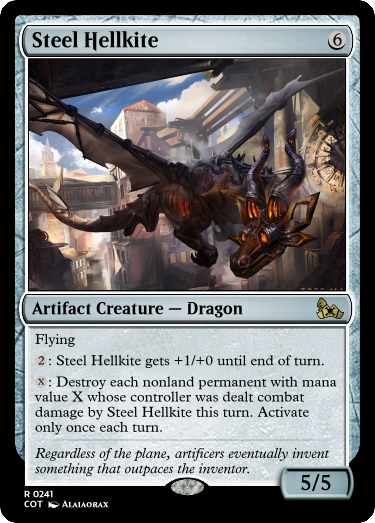 Steel Hellkite 6
Artifact Creature — Dragon
Flying
2: Steel Hellkite gets +1/+0 until end of turn.
X: Destroy each nonland permanent with mana
value X whose controller was dealt combat
damage by Steel Hellkite this turn. Activate
only once each turn.
Regardless of the plane, artificers eventually invent
something that outpaces the inventor.
5/5
R 0241
COT Alaiaorax